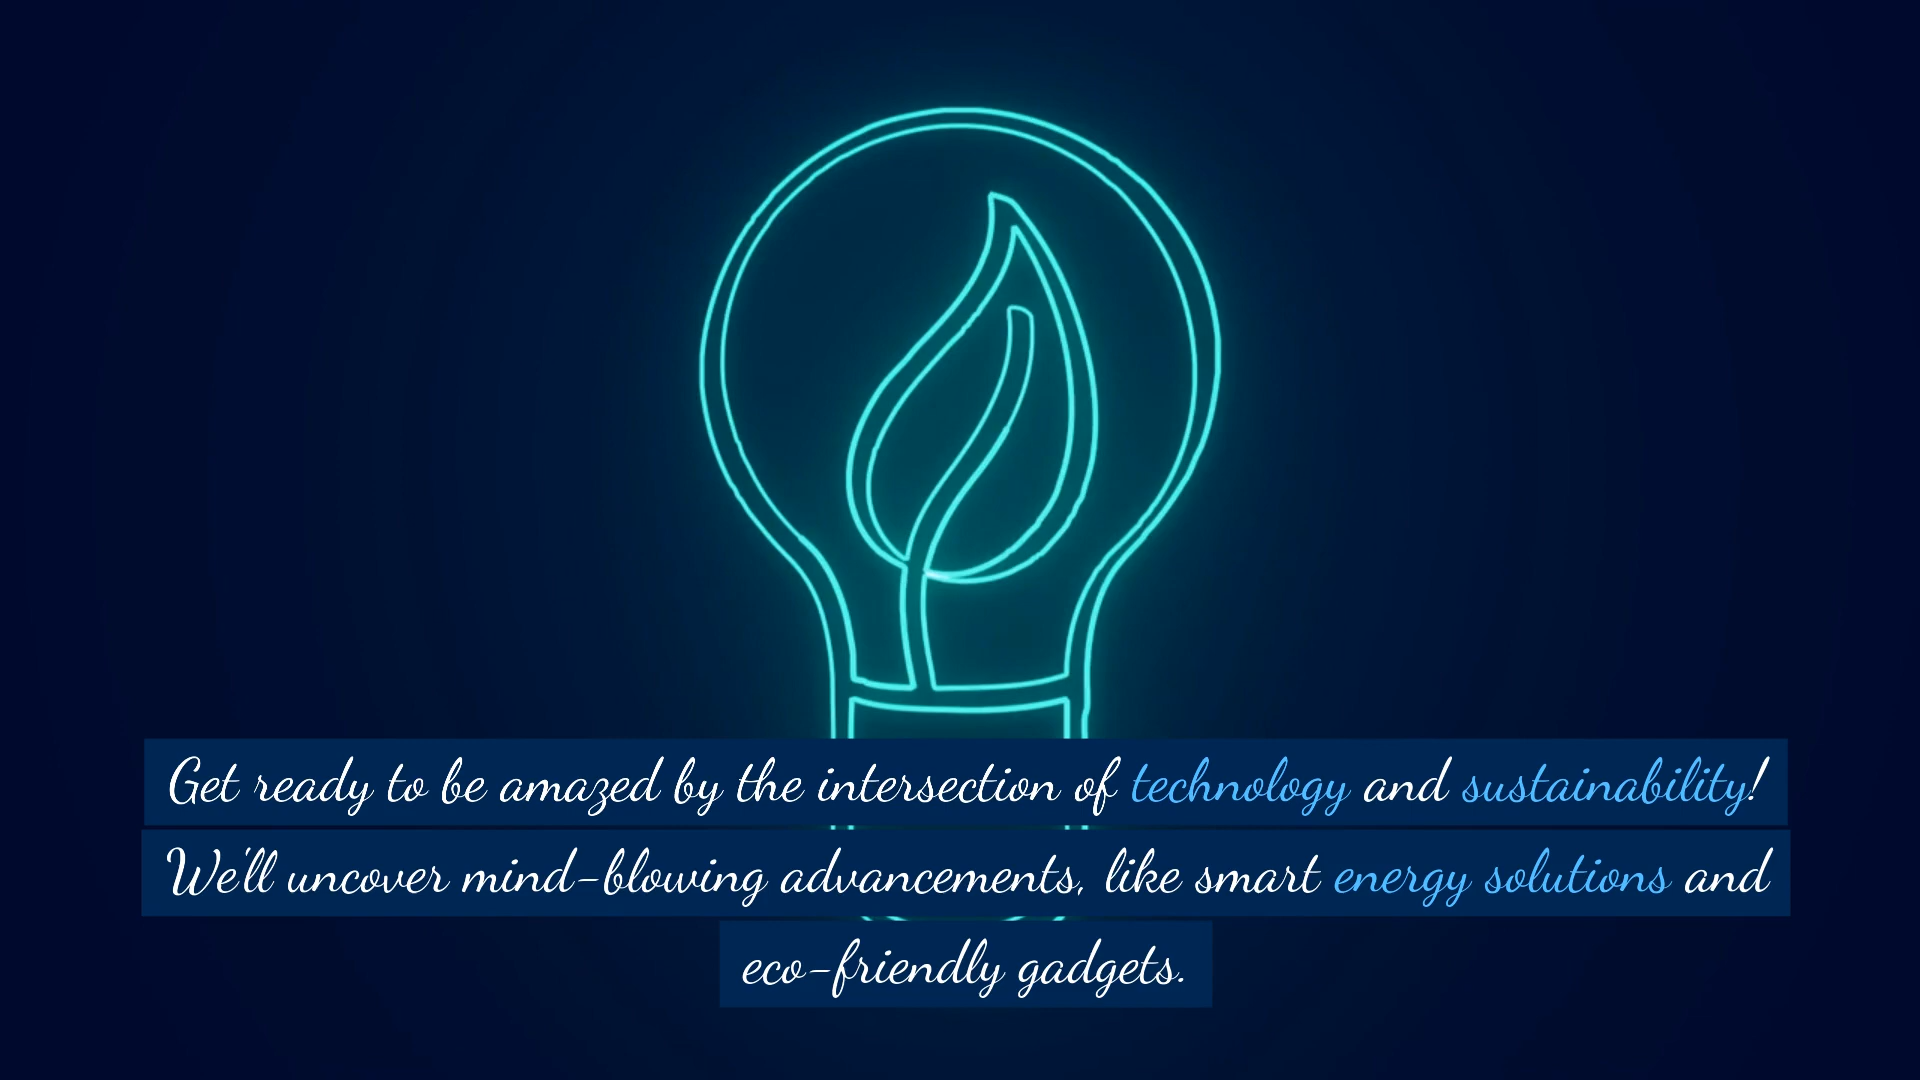 Get ready to be amazed by the intersection of technology and sustainability!
We'll uncover mind-blowing advancements, like smart energy solutions and
eco-friendly gadgets.